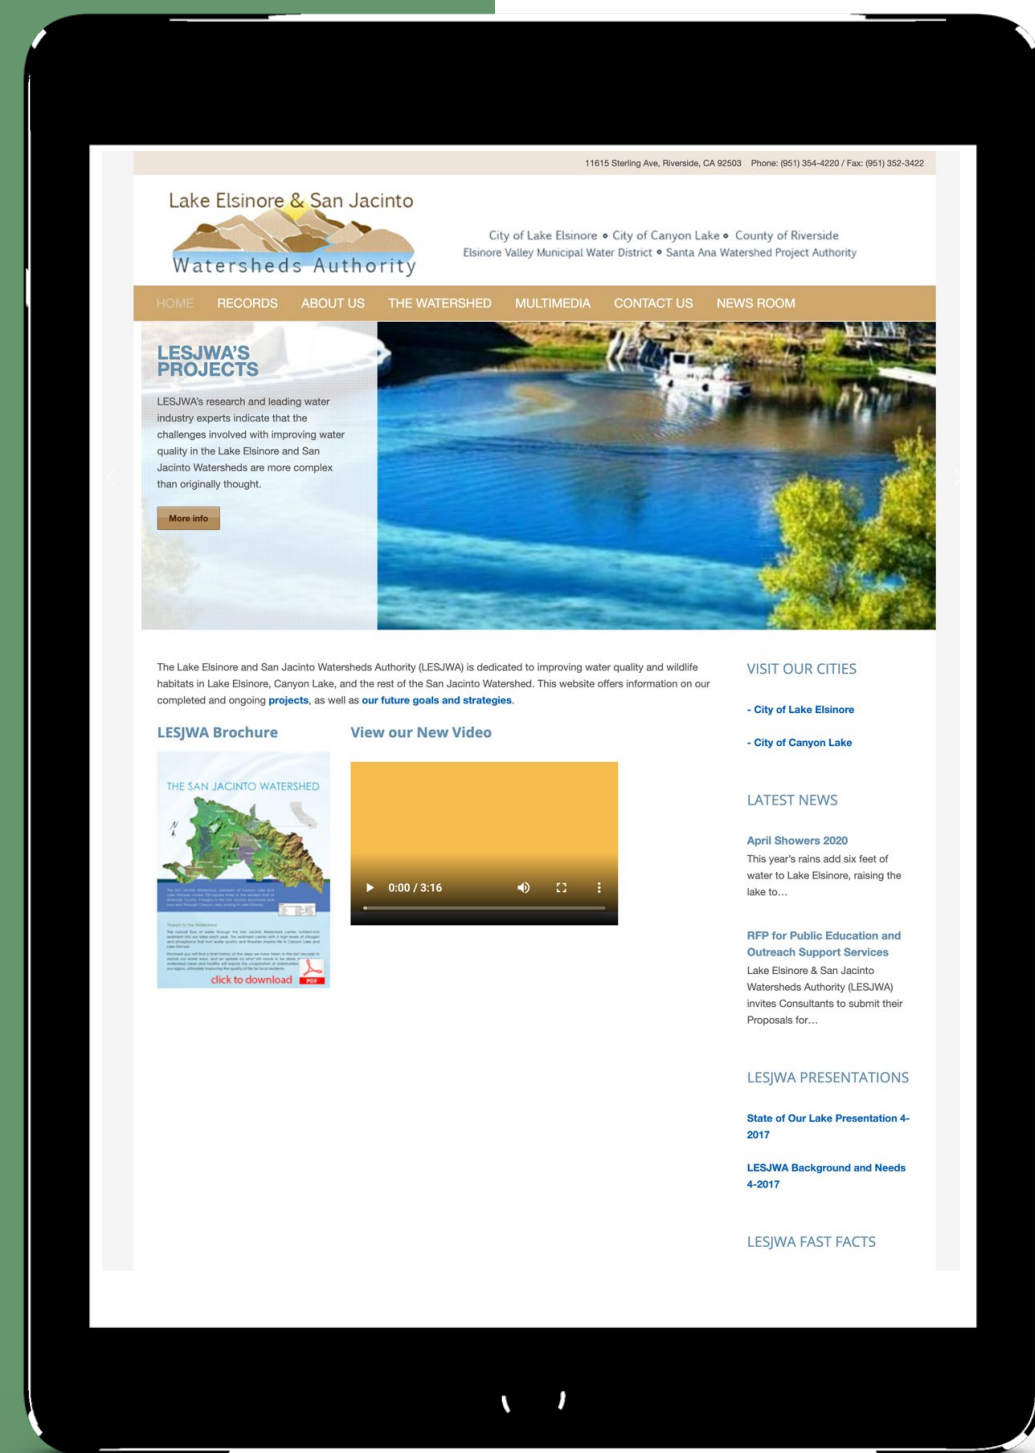 11615 Sterling Ave, Riverside, CA 92503 Phone: (951) 354-4220 / Fax: (951) 352-3422
Lake Elsinore & San Jacinto
Watersheds Authority
City of Lake Elsinore • City of Canyon Lake • County of Riverside
Elsinore Valley Municipal Water District • Santa Ana Watershed Project Authority
HOME RECORDS ABOUT US THE WATERSHED MULTIMEDIA CONTACT US NEWS ROOM
LESJWA'S
PROJECTS
LESJWA's research and leading water
industry experts indicate that the
challenges involved with improving water
quality in the Lake Elsinore and San
Jacinto Watersheds are more complex
than originally thought.
More info
The Lake Elsinore and San Jacinto Watersheds Authority (LESJWA) is dedicated to improving water quality and wildlife
habitats in Lake Elsinore, Canyon Lake, and the rest of the San Jacinto Watershed. This website offers information on our
completed and ongoing projects, as well as our future goals and strategies.
LESJWA Brochure
THE SAN JACINTO WATERSHED
click to download
PDF
View our New Video
0:00 / 3:16
VISIT OUR CITIES
- City of Lake Elsinore
- City of Canyon Lake
LATEST NEWS
April Showers 2020
This year's rains add six feet of
water to Lake Elsinore, raising the
lake to…
RFP for Public Education and
Outreach Support Services
Lake Elsinore & San Jacinto
Watersheds Authority (LESJWA)
invites Consultants to submit their
Proposals for…
LESJWA PRESENTATIONS
State of Our Lake Presentation 4-
2017
LESJWA Background and Needs
4-2017
LESJWA FAST FACTS